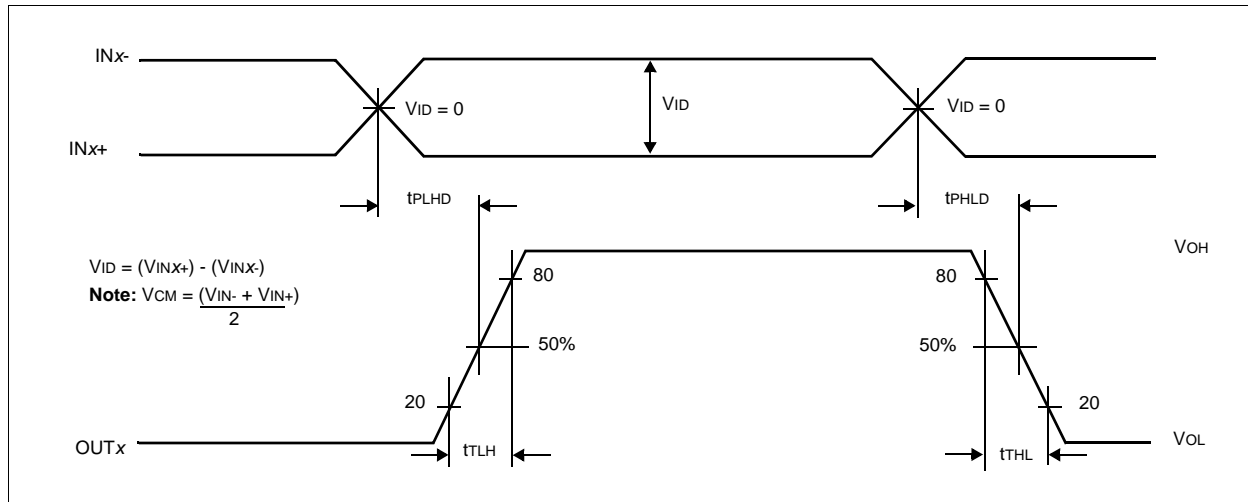 INx-
VID = 0
VID
VID = 0
INx+
tPLHD
tPHLD
VOH
VID = (VINx+) - (VINx-)
Note: VCM = (VIN- + VIN+)
2
80
80
50%
50%
20
20
OUTx
tTLH
tTHL
VOL